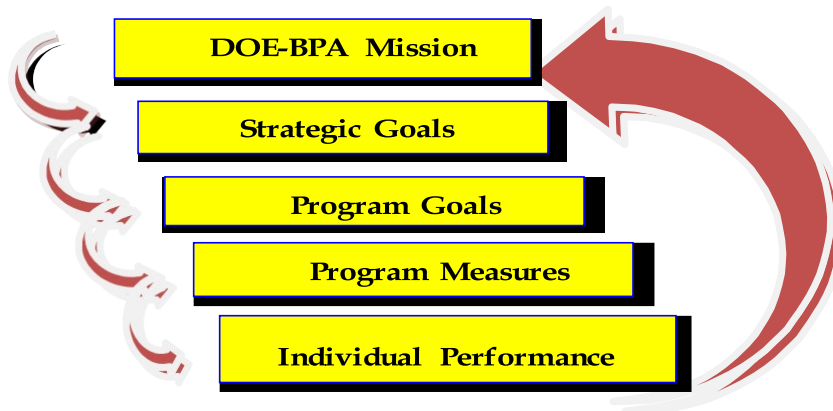 DOE-BPA Mission
Strategic Goals
Program Goals
Program Measures
Individual Performance